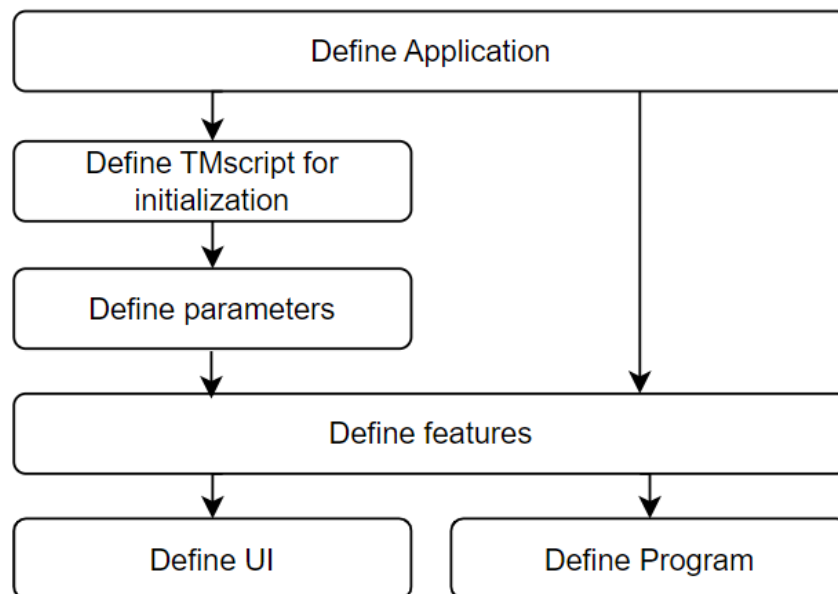 Define Application
Define TMscript for
initialization
Define parameters
Define features
Define UI
Define Program